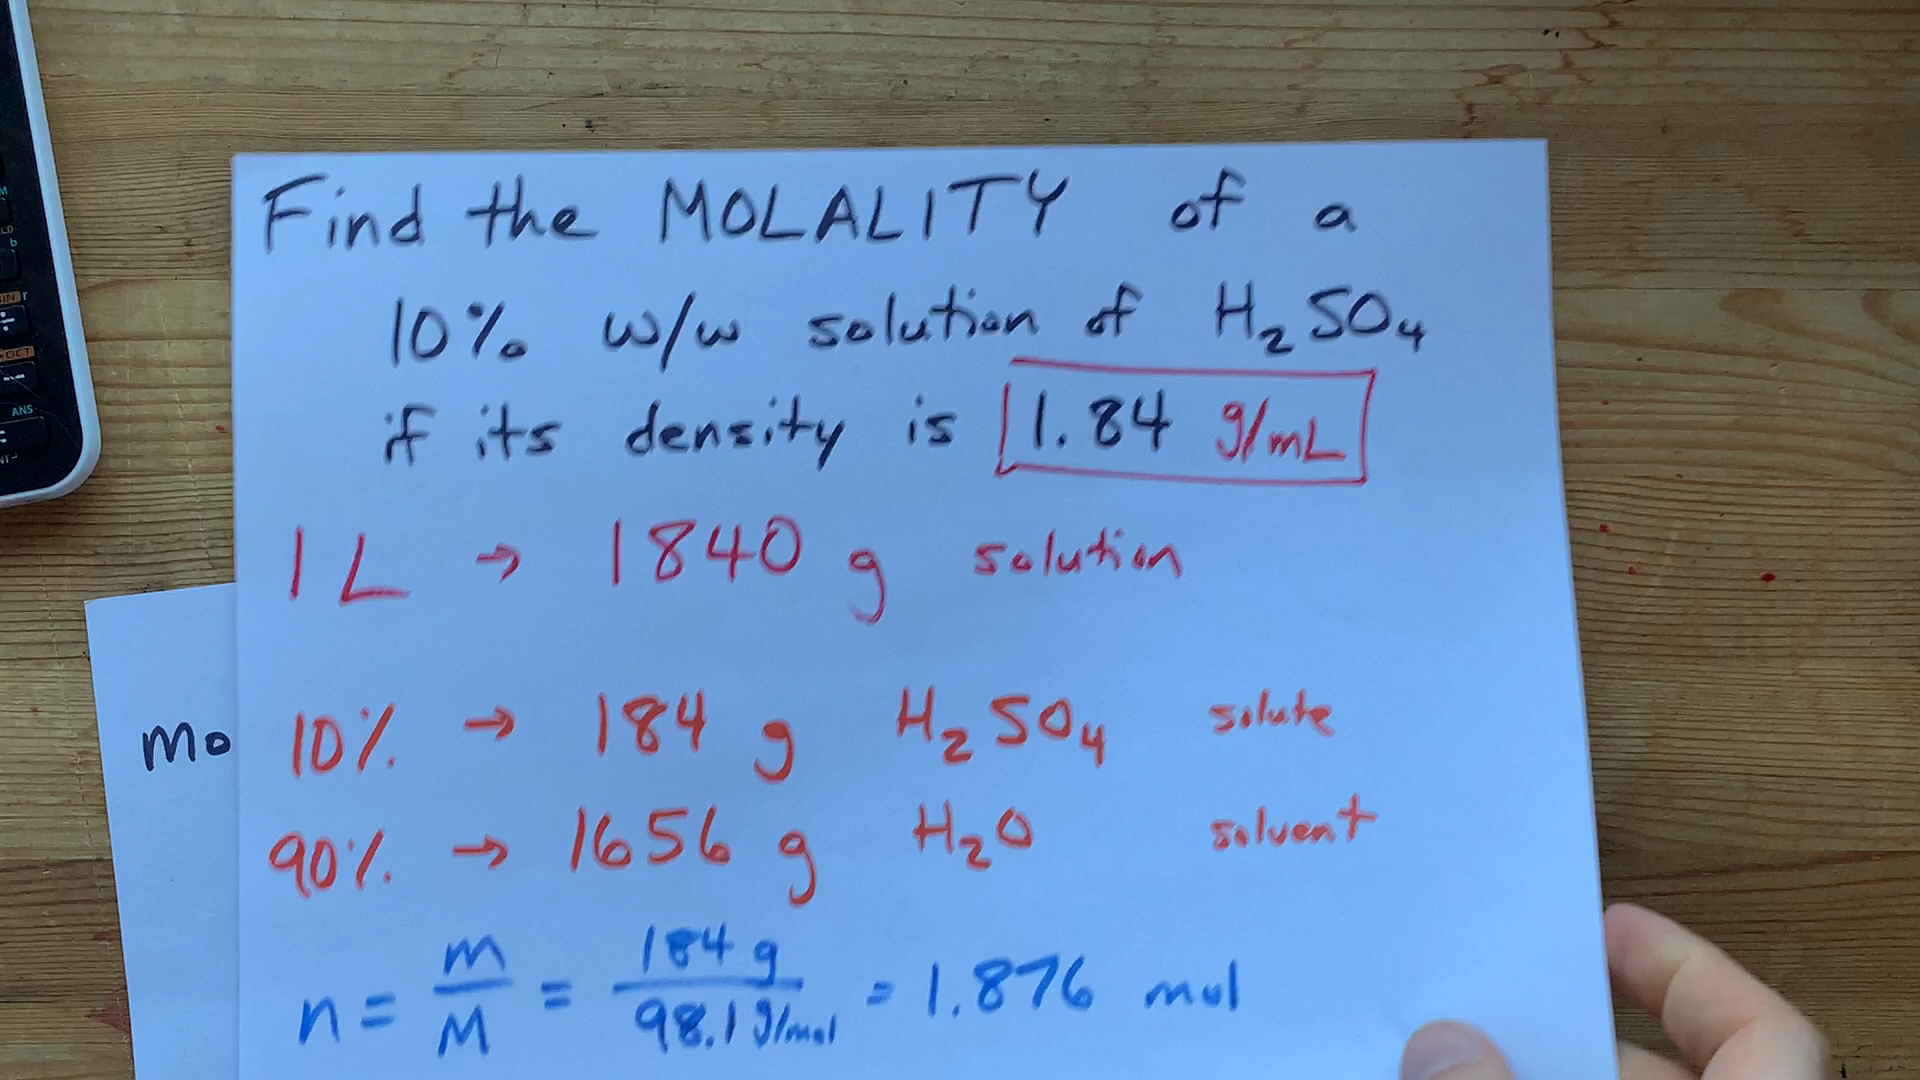 Find the MOLALITY of a
10% w/w solution of H₂SO₄
if its density is 1.84 g/mL
1 L → 1840 g solution
10% → 184 g H₂SO₄ solute
90% → 1656 g H₂O solvent
n = m/M = 184 g / 98.1 g/mol = 1.876 mol
Mo
ANS